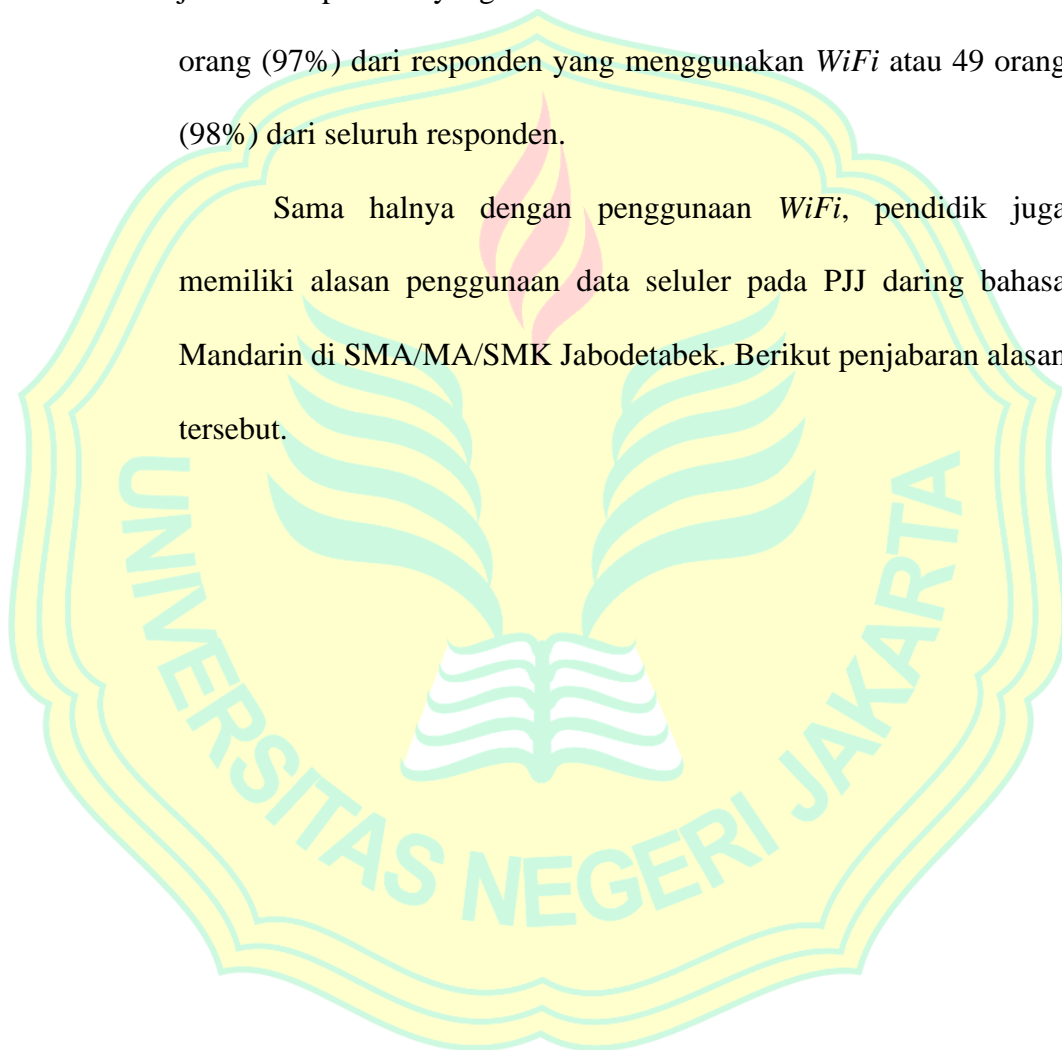 orang (97%) dari responden yang menggunakan WiFi atau 49 orang
(98%) dari seluruh responden.
Sama halnya dengan penggunaan WiFi, pendidik juga
memiliki alasan penggunaan data seluler pada PJJ daring bahasa
Mandarin di SMA/MA/SMK Jabodetabek. Berikut penjabaran alasan
tersebut.
UNIVERSITAS NEGERI JAKARTA